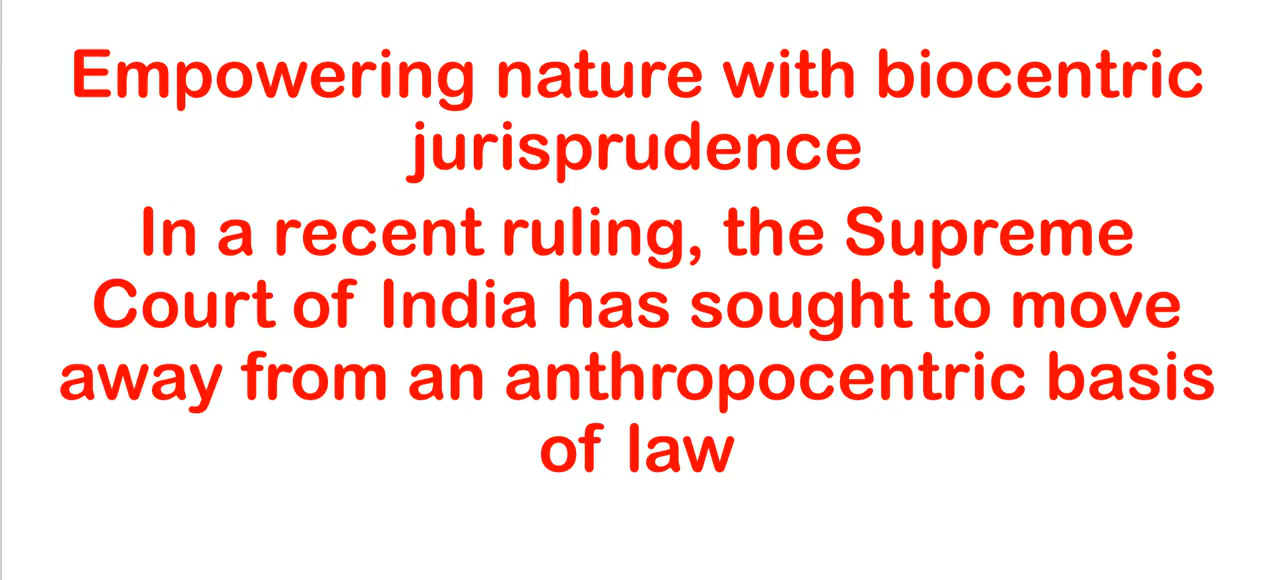 Empowering nature with biocentric
jurisprudence
In a recent ruling, the Supreme
Court of India has sought to move
away from an anthropocentric basis
of law